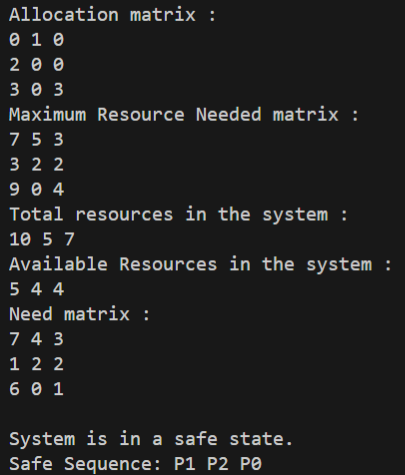 Allocation matrix :
0 1 0
2 0 0
3 0 3
Maximum Resource Needed matrix :
7 5 3
3 2 2
9 0 4
Total resources in the system :
10 5 7
Available Resources in the system :
5 4 4
Need matrix :
7 4 3
1 2 2
6 0 1
System is in a safe state.
Safe Sequence: P1 P2 P0